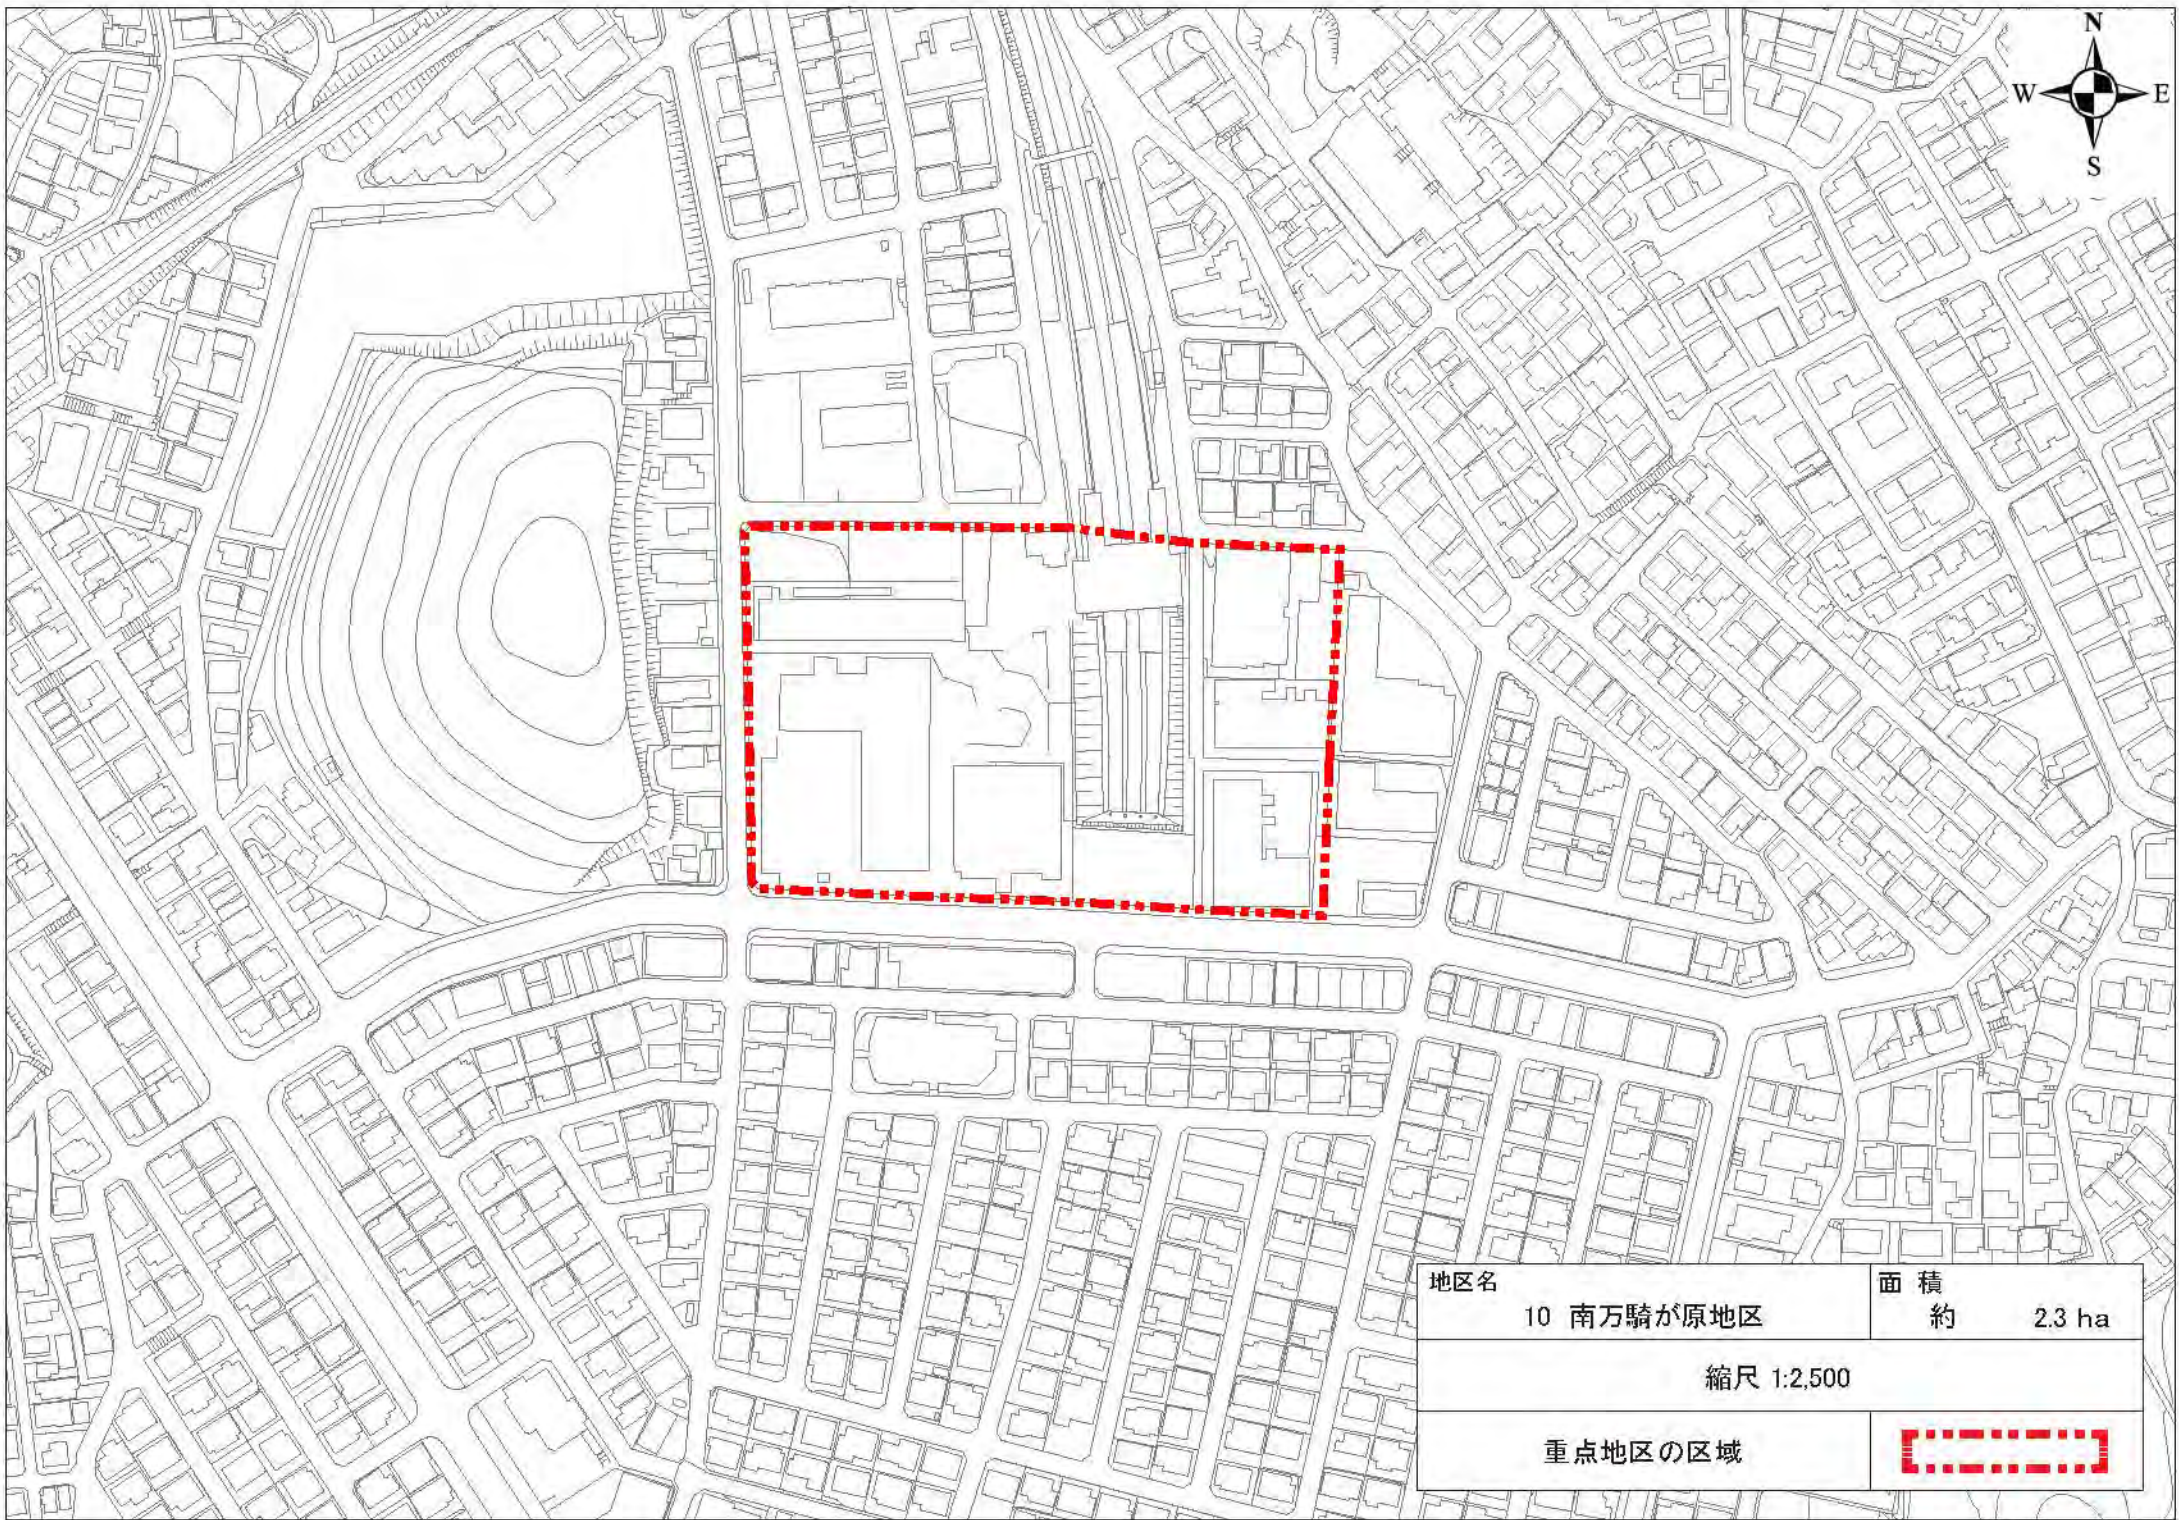 N
W E
S
地区名
10 南万騎が原地区
面 積
約 2.3 ha
縮尺 1:2,500
重点地区の区域